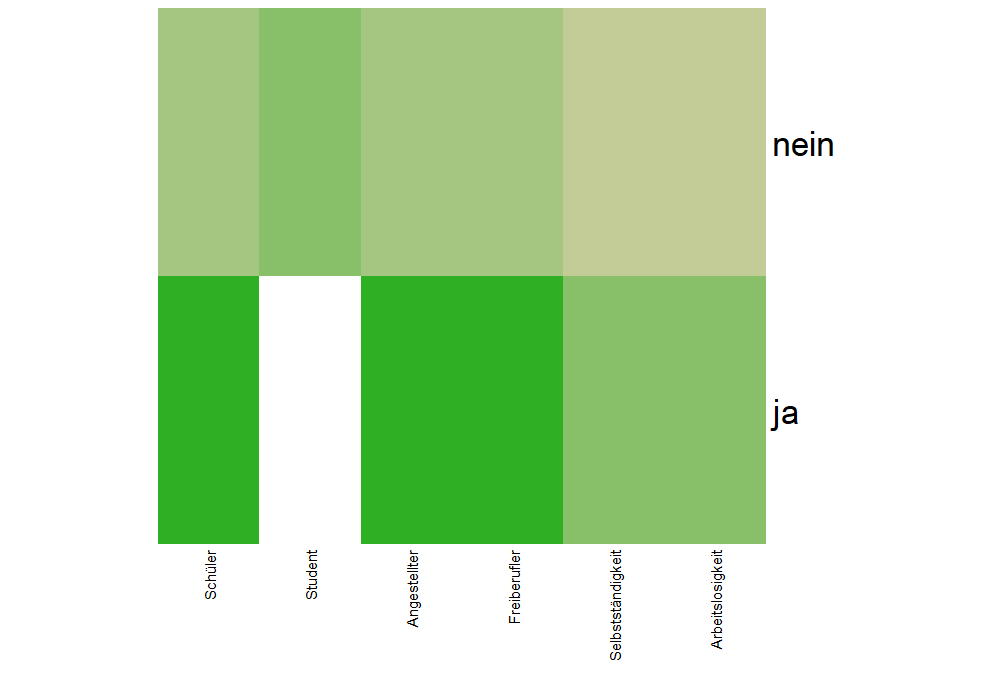 nein
ja
Schüler
Student
Angestellter
Freiberufler
Selbstständigkeit
Arbeitslosigkeit